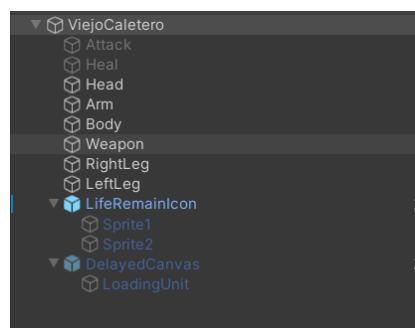 ViejoCaletero
Attack
Heal
Head
Arm
Body
Weapon
RightLeg
LeftLeg
LifeRemainIcon
Sprite1
Sprite2
DelayedCanvas
LoadingUnit